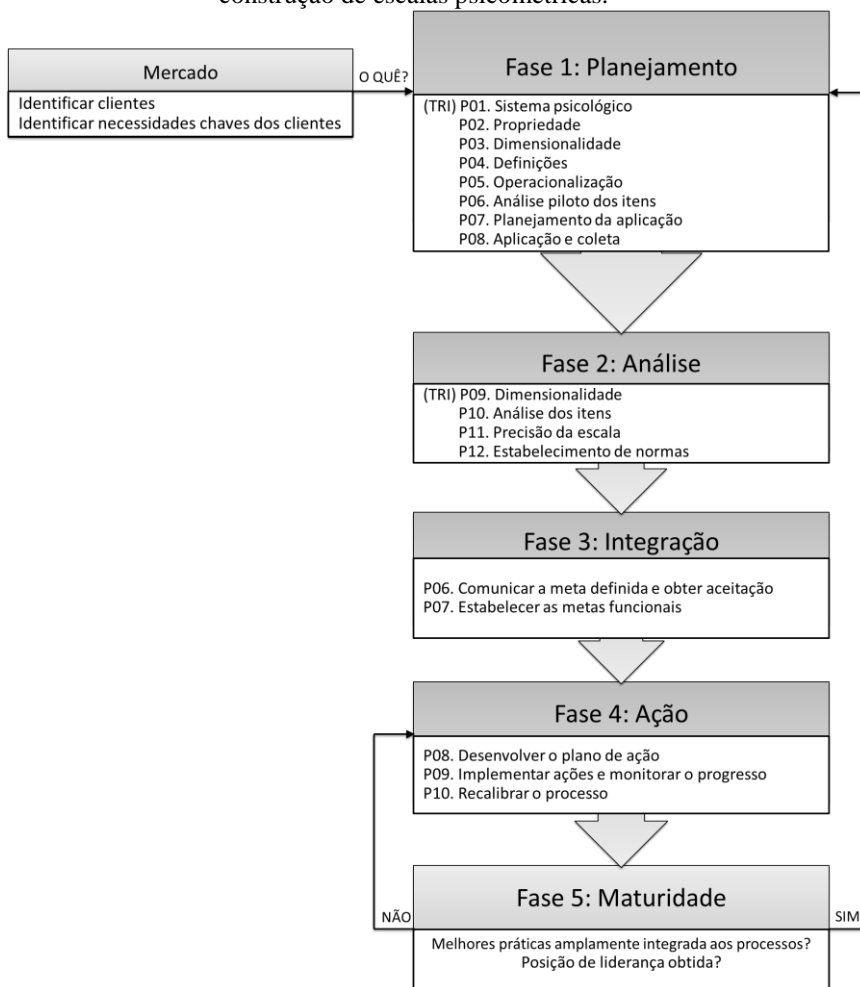 construção de escalas psicométricas.
Mercado
Identificar clientes
Identificar necessidades chaves dos clientes
O QUÊ?
Fase 1: Planejamento
(TRI) P01. Sistema psicológico
P02. Propriedade
P03. Dimensionalidade
P04. Definições
P05. Operacionalização
P06. Análise piloto dos itens
P07. Planejamento da aplicação
P08. Aplicação e coleta
Fase 2: Análise
(TRI) P09. Dimensionalidade
P10. Análise dos itens
P11. Precisão da escala
P12. Estabelecimento de normas
Fase 3: Integração
P06. Comunicar a meta definida e obter aceitação
P07. Estabelecer as metas funcionais
Fase 4: Ação
P08. Desenvolver o plano de ação
P09. Implementar ações e monitorar o progresso
P10. Recalibrar o processo
Fase 5: Maturidade
NÃO
SIM
Melhores práticas amplamente integrada aos processos?
Posição de liderança obtida?